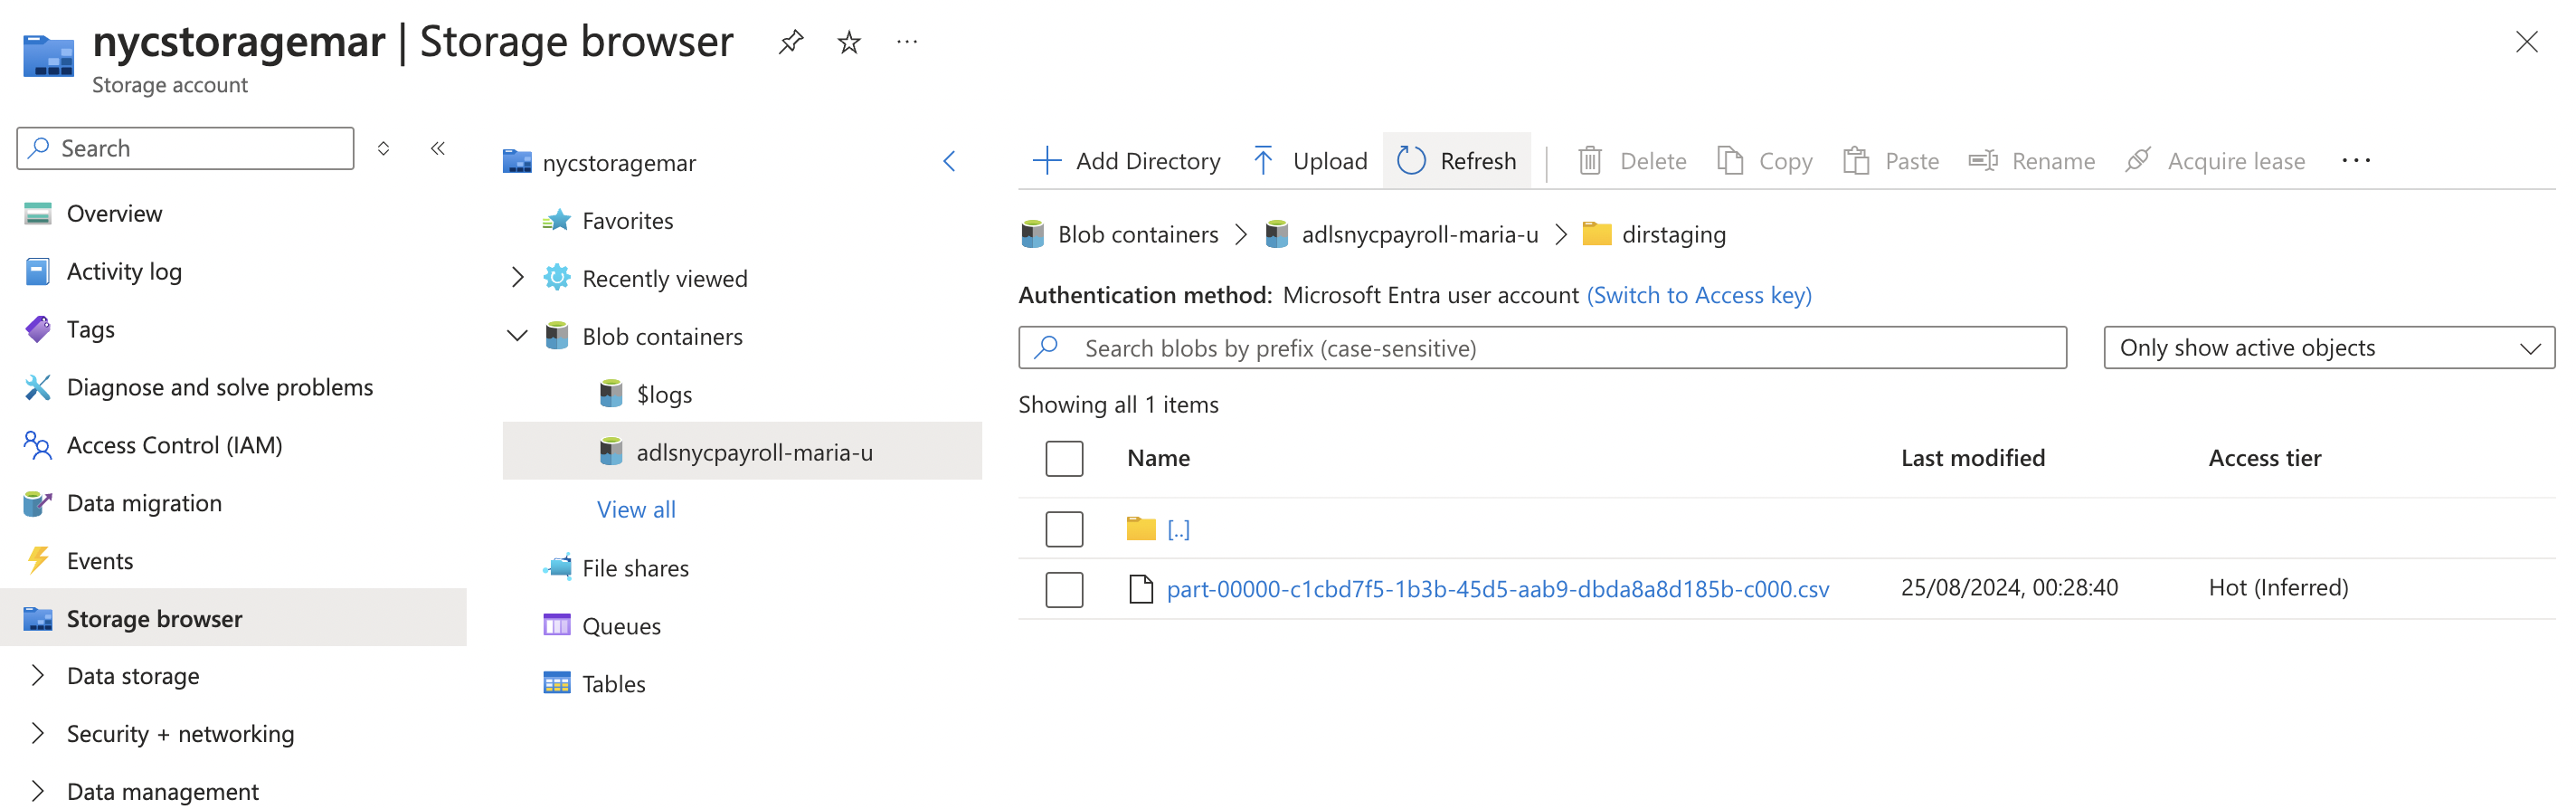 nycstoragemar | Storage browser
Storage account
Search
Overview
Activity log
Tags
Diagnose and solve problems
Access Control (IAM)
Data migration
Events
Storage browser
Data storage
Security + networking
Data management
nycstoragemar
Favorites
Recently viewed
Blob containers
$logs
adlsnycpayroll-maria-u
View all
File shares
Queues
Tables
Add Directory Upload Refresh Delete Copy Paste Rename Acquire lease
Blob containers > adlsnycpayroll-maria-u > dirstaging
Authentication method: Microsoft Entra user account (Switch to Access key)
Search blobs by prefix (case-sensitive) Only show active objects
Showing all 1 items
Name Last modified Access tier
[..]
part-00000-c1cbd7f5-1b3b-45d5-aab9-dbda8a8d185b-c000.csv 25/08/2024, 00:28:40 Hot (Inferred)